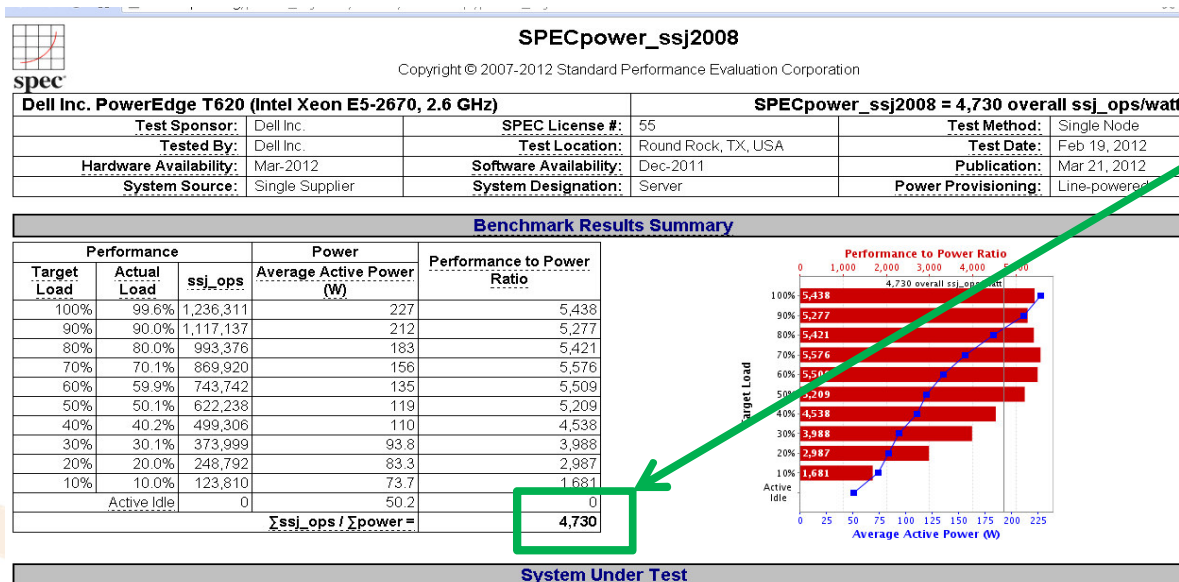 SPECpower_ssj2008
spec
Copyright © 2007-2012 Standard Performance Evaluation Corporation
Dell Inc. PowerEdge T620 (Intel Xeon E5-2670, 2.6 GHz) SPECpower_ssj2008 = 4,730 overall ssj_ops/watt
Test Sponsor: Dell Inc. SPEC License #: 55 Test Method: Single Node
Tested By: Dell Inc. Test Location: Round Rock, TX, USA Test Date: Feb 19, 2012
Hardware Availability: Mar-2012 Software Availability: Dec-2011 Publication: Mar 21, 2012
System Source: Single Supplier System Designation: Server Power Provisioning: Line-powered
Benchmark Results Summary
Performance Power Performance to Power Ratio
Target Load Actual Load ssj_ops Average Active Power (W)
100% 99.6% 1,236,311 227 5,438
90% 90.0% 1,117,137 212 5,277
80% 80.0% 993,376 183 5,421
70% 70.1% 869,920 156 5,576
60% 59.9% 743,742 135 5,509
50% 50.1% 622,238 119 5,209
40% 40.2% 499,306 110 4,538
30% 30.1% 373,999 93.8 3,988
20% 20.0% 248,792 83.3 2,987
10% 10.0% 123,810 73.7 1,681
Active Idle 0 50.2 0
∑ssj_ops / ∑power = 4,730
Performance to Power Ratio
0 1,000 2,000 3,000 4,000
4,730 overall ssj_ops/watt
100% 5,438
90% 5,277
80% 5,421
70% 5,576
60%
50% 5,209
40% 4,538
30% 3,988
20% 2,987
10% 1,681
Active Idle
Target Load
0 25 50 75 100 125 150 175 200 225
Average Active Power (W)
System Under Test